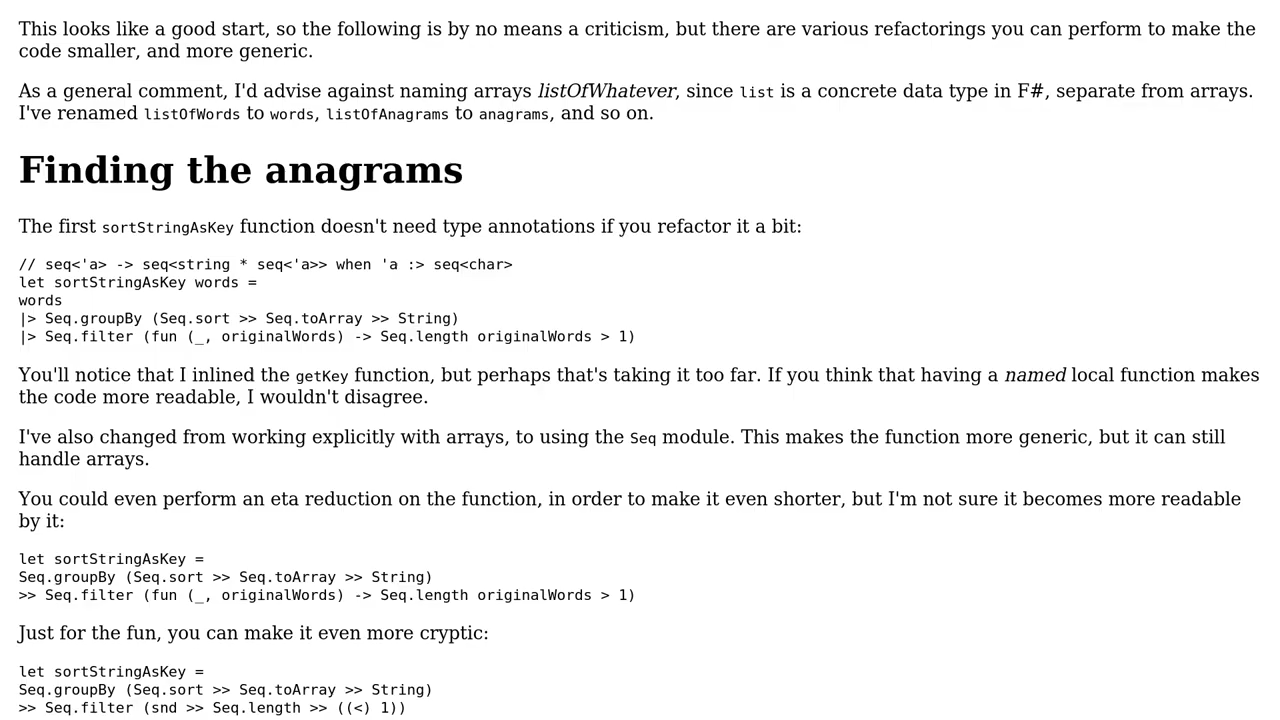 This looks like a good start, so the following is by no means a criticism, but there are various refactorings you can perform to make the
code smaller, and more generic.
As a general comment, I'd advise against naming arrays listOfWhatever, since list is a concrete data type in F#, separate from arrays.
I've renamed listOfWords to words, listOfAnagrams to anagrams, and so on.
Finding the anagrams
The first sortStringAsKey function doesn't need type annotations if you refactor it a bit:
// seq<'a> -> seq<string * seq<'a>> when 'a :> seq<char>
let sortStringAsKey words =
words
|> Seq.groupBy (Seq.sort >> Seq.toArray >> String)
|> Seq.filter (fun (_, originalWords) -> Seq.length originalWords > 1)
You'll notice that I inlined the getKey function, but perhaps that's taking it too far. If you think that having a named local function makes
the code more readable, I wouldn't disagree.
I've also changed from working explicitly with arrays, to using the Seq module. This makes the function more generic, but it can still
handle arrays.
You could even perform an eta reduction on the function, in order to make it even shorter, but I'm not sure it becomes more readable
by it:
let sortStringAsKey =
Seq.groupBy (Seq.sort >> Seq.toArray >> String)
>> Seq.filter (fun (_, originalWords) -> Seq.length originalWords > 1)
Just for the fun, you can make it even more cryptic:
let sortStringAsKey =
Seq.groupBy (Seq.sort >> Seq.toArray >> String)
>> Seq.filter (snd >> Seq.length >> ((<) 1))